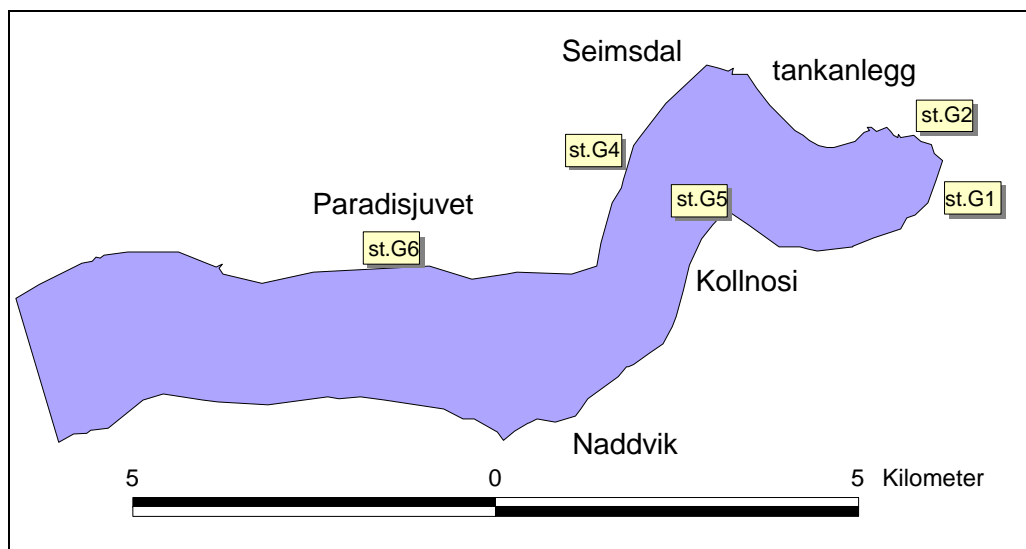 Seimsdal
tankanlegg
st.G2
st.G4
st.G1
st.G5
Paradisjuvet
st.G6
Kollnosi
Naddvik
5 0 5 Kilometer